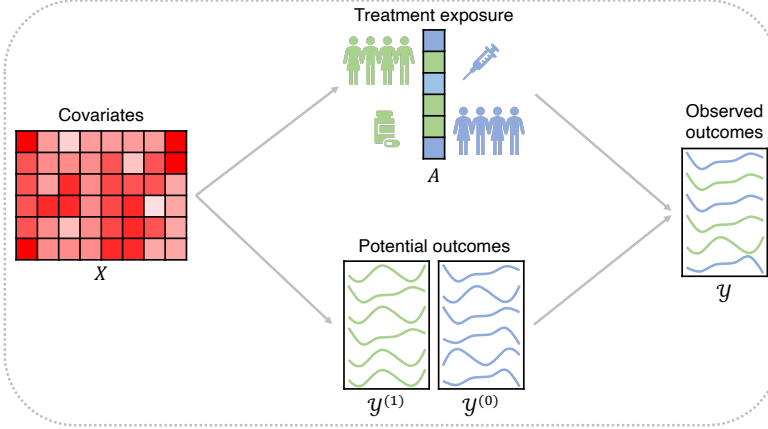 Treatment exposure
A
Covariates
X
Potential outcomes
𝒴⁽¹⁾ 𝒴⁽⁰⁾
Observed
outcomes
𝒴